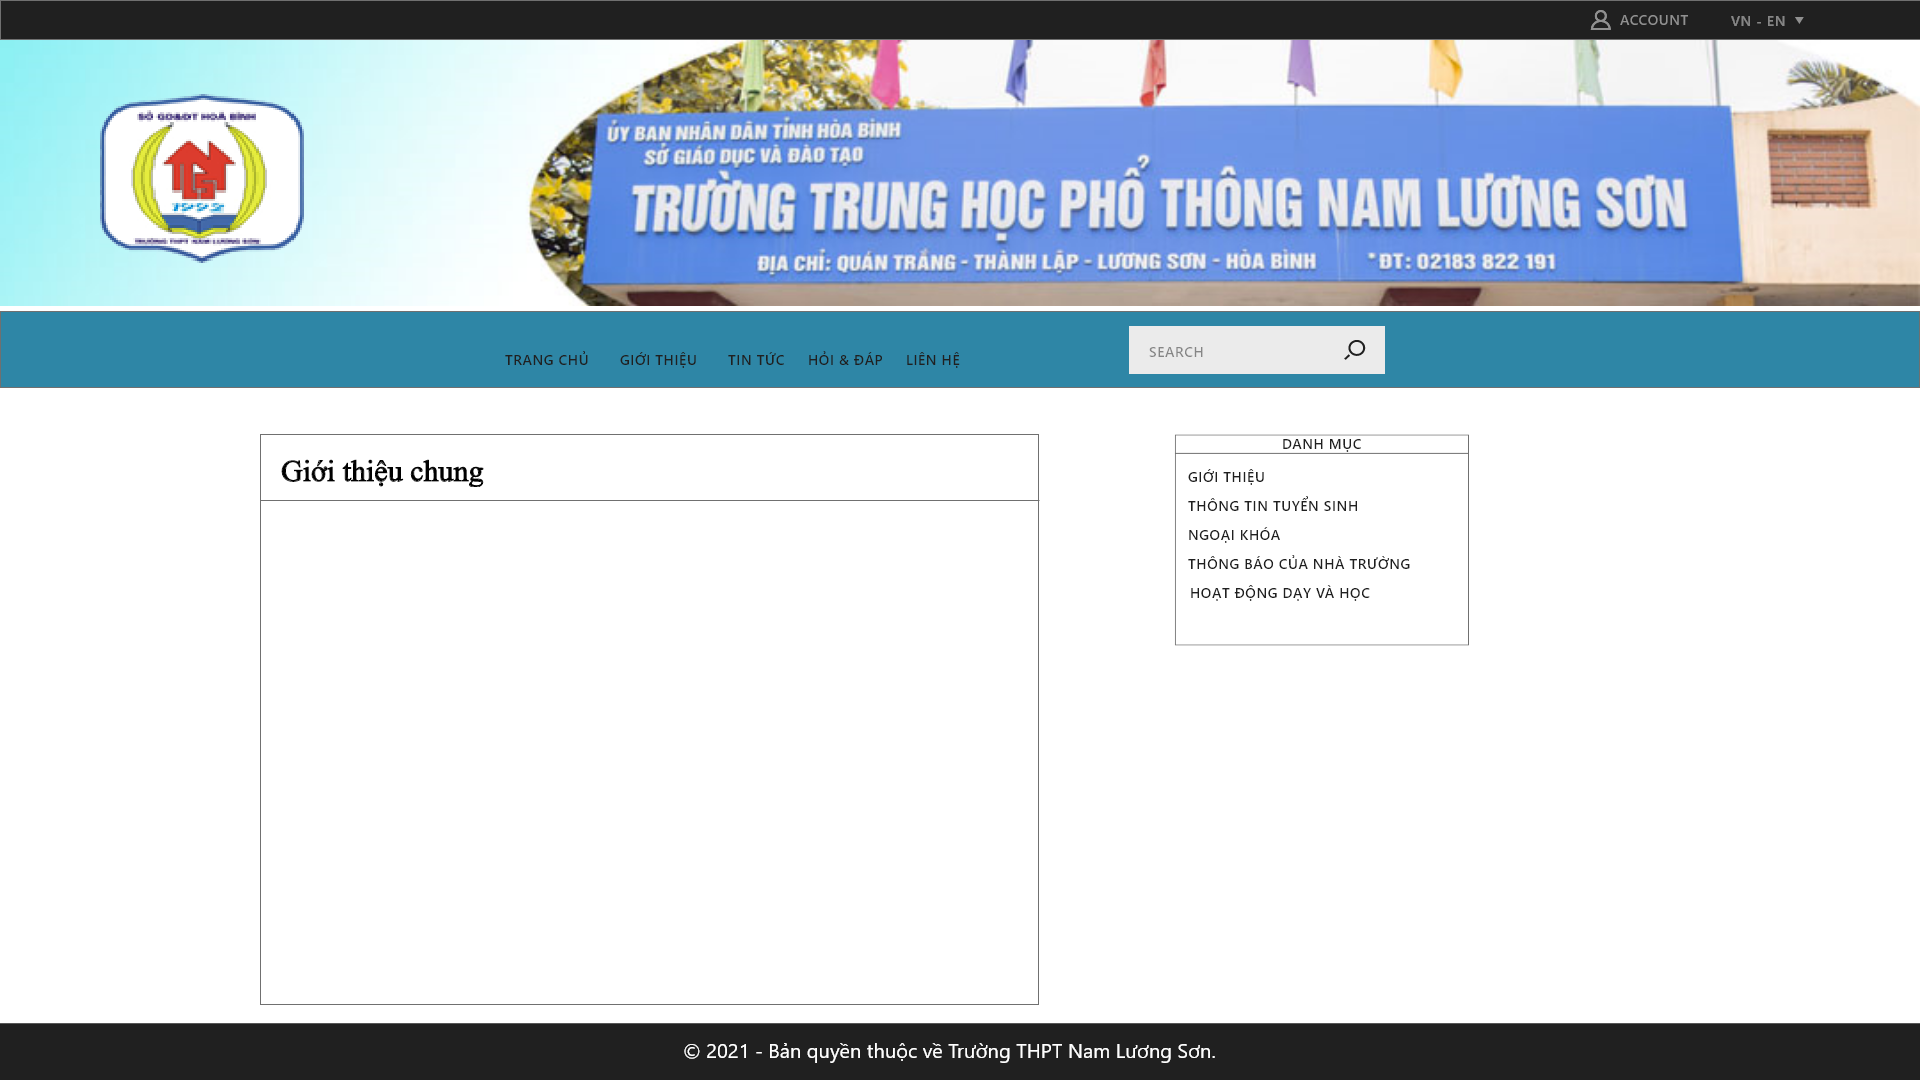 ACCOUNT
VN - EN
SỞ GD&ĐT HOÀ BÌNH
1992
TRƯỜNG THPT NAM LƯƠNG SƠN
ỦY BAN NHÂN DÂN TỈNH HÒA BÌNH
SỞ GIÁO DỤC VÀ ĐÀO TẠO
TRƯỜNG TRUNG HỌC PHỔ THÔNG NAM LƯƠNG SƠN
ĐỊA CHỈ: QUÁN TRẮNG - THÀNH LẬP - LƯƠNG SƠN - HÒA BÌNH *ĐT: 02183 822 191
TRANG CHỦ GIỚI THIỆU TIN TỨC HỎI & ĐÁP LIÊN HỆ
SEARCH
Giới thiệu chung
DANH MỤC
GIỚI THIỆU
THÔNG TIN TUYỂN SINH
NGOẠI KHÓA
THÔNG BÁO CỦA NHÀ TRƯỜNG
HOẠT ĐỘNG DẠY VÀ HỌC
© 2021 - Bản quyền thuộc về Trường THPT Nam Lương Sơn.